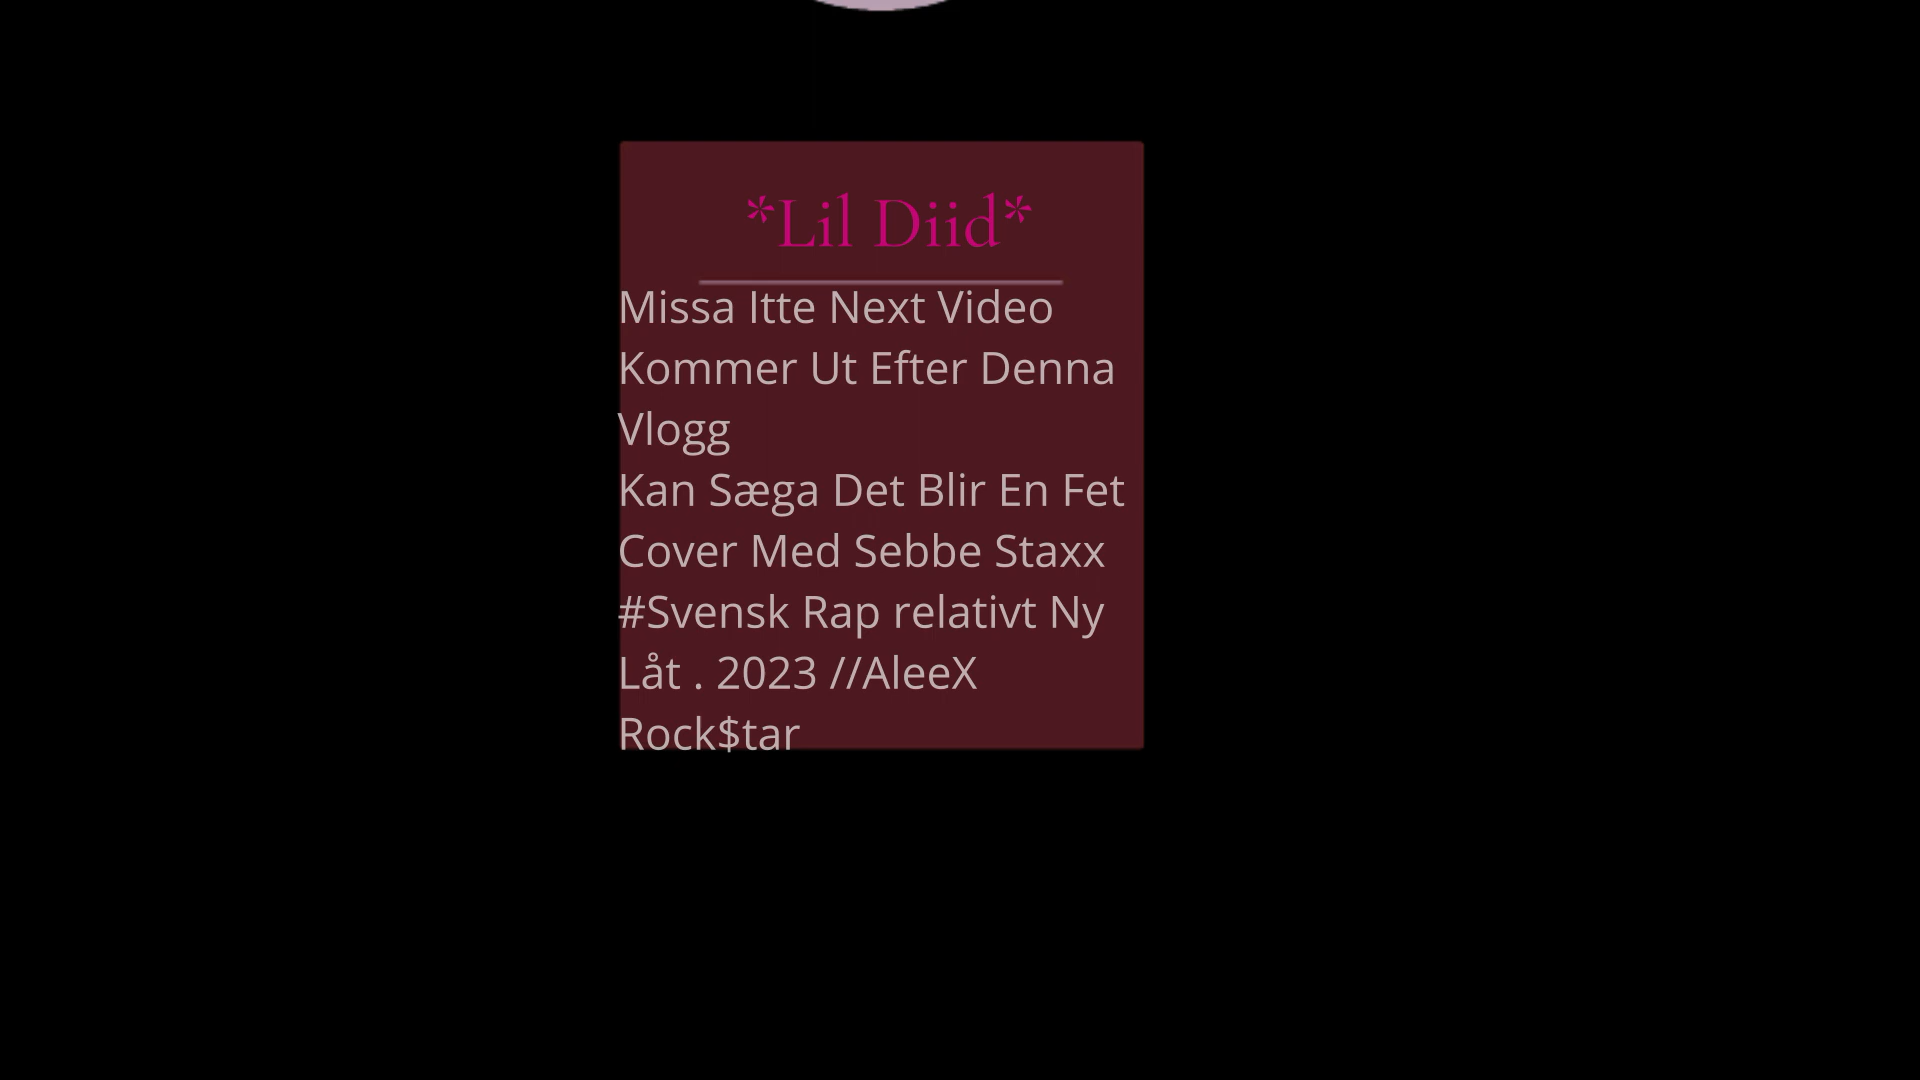 *Lil Diid*
Missa Itte Next Video
Kommer Ut Efter Denna
Vlogg
Kan Sæga Det Blir En Fet
Cover Med Sebbe Staxx
#Svensk Rap relativt Ny
Låt . 2023 //AleeX
Rock$tar